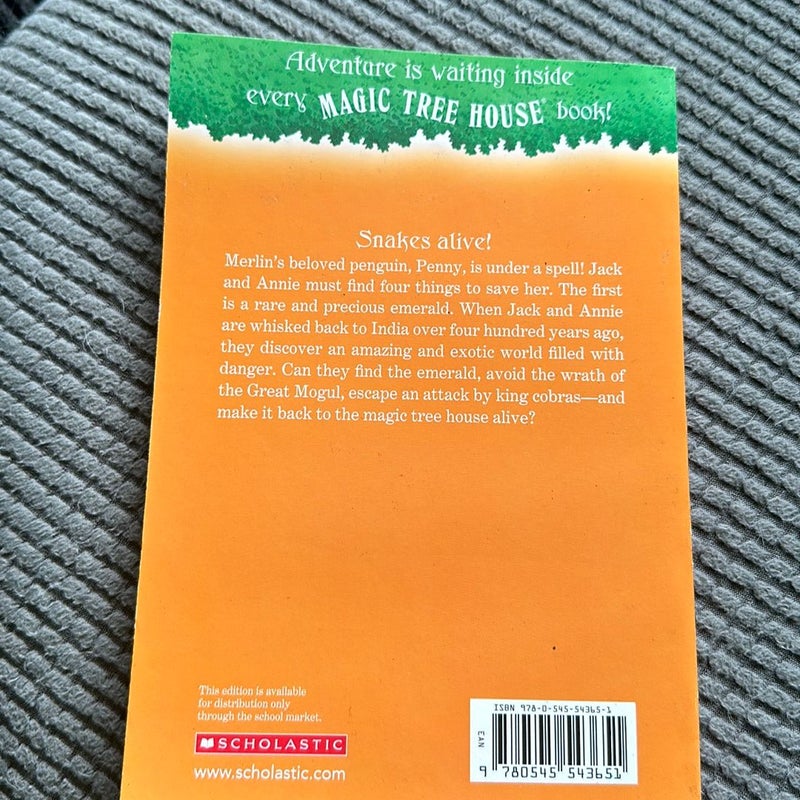 Adventure is waiting inside
every MAGIC TREE HOUSE® book!
Snakes alive!
Merlin's beloved penguin, Penny, is under a spell! Jack
and Annie must find four things to save her. The first
is a rare and precious emerald. When Jack and Annie
are whisked back to India over four hundred years ago,
they discover an amazing and exotic world filled with
danger. Can they find the emerald, avoid the wrath of
the Great Mogul, escape an attack by king cobras—and
make it back to the magic tree house alive?
This edition is available
for distribution only
through the school market.
SCHOLASTIC
www.scholastic.com
ISBN 978-0-545-54365-1
EAN
9 780545 543651